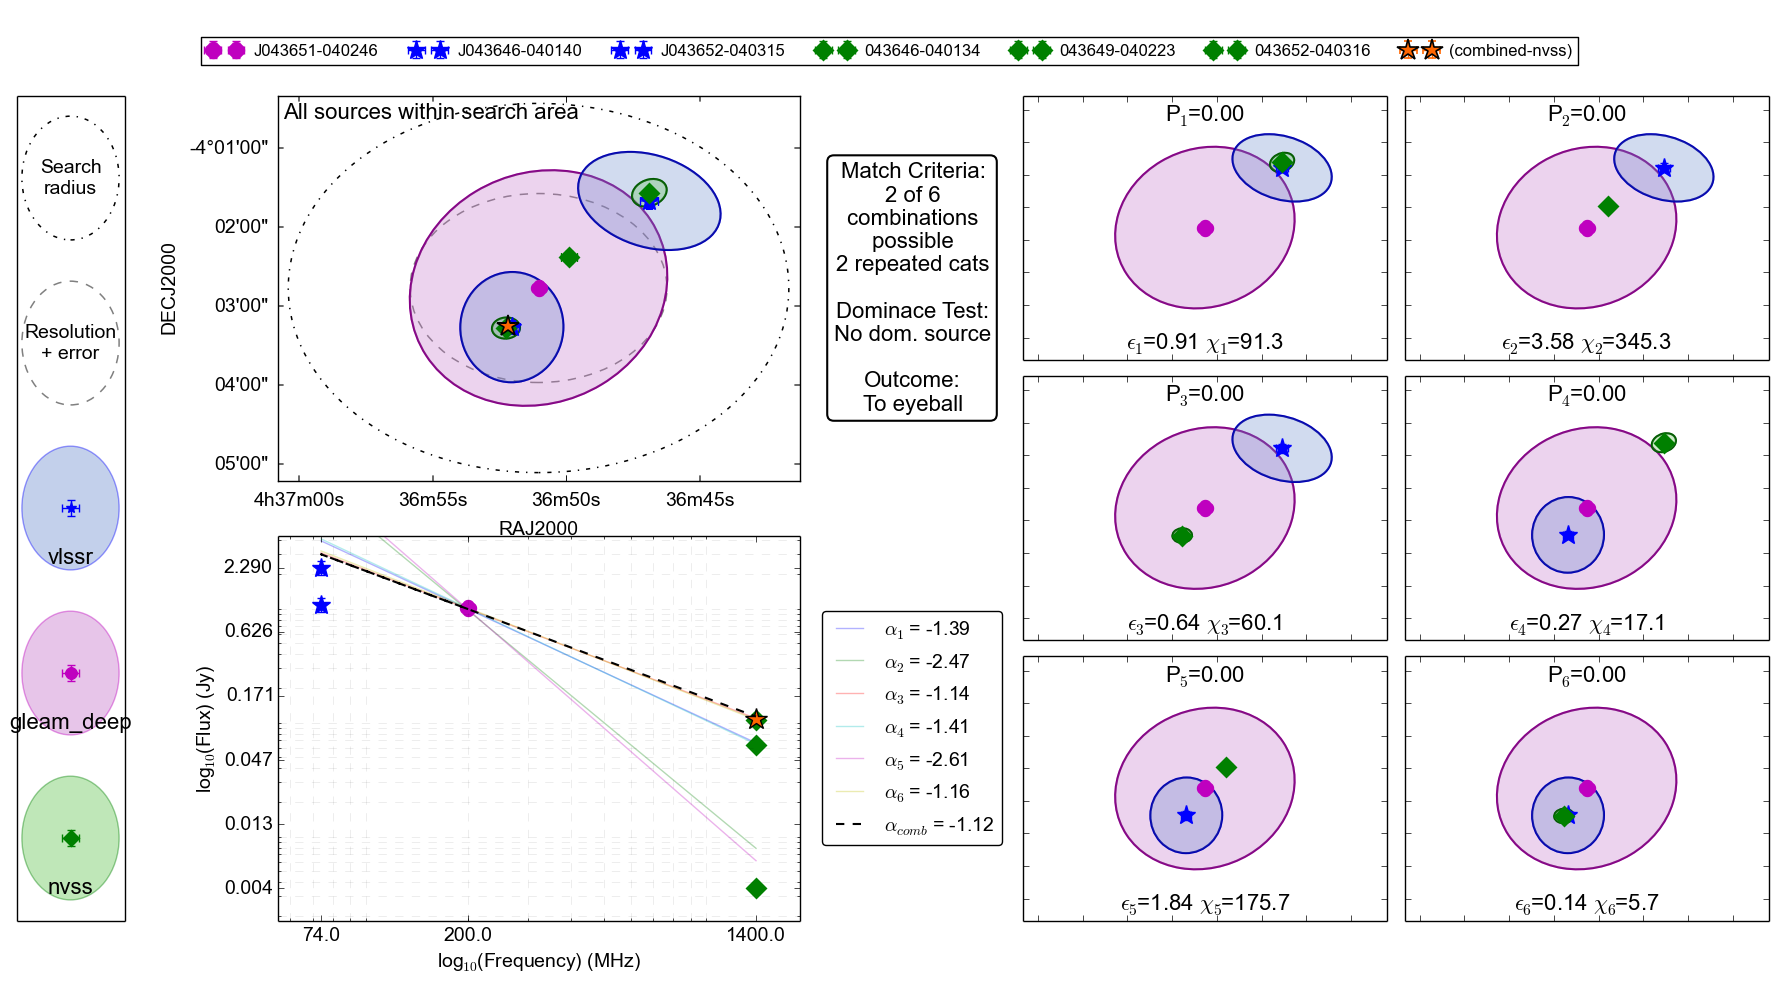 J043651-040246 J043646-040140 J043652-040315 043646-040134 043649-040223 043652-040316 (combined-nvss)
Search
radius
Resolution
+ error
vlssr
gleam_deep
nvss
All sources within search area
-4°01'00"
02'00"
03'00"
04'00"
05'00"
DECJ2000
4h37m00s 36m55s 36m50s 36m45s
RAJ2000
2.290
0.626
0.171
0.047
0.013
0.004
log10(Flux) (Jy)
74.0 200.0 1400.0
log10(Frequency) (MHz)
Match Criteria:
2 of 6
combinations
possible
2 repeated cats
Dominace Test:
No dom. source
Outcome:
To eyeball
α1 = -1.39
α2 = -2.47
α3 = -1.14
α4 = -1.41
α5 = -2.61
α6 = -1.16
αcomb = -1.12
P1=0.00
ϵ1=0.91 χ1=91.3
P2=0.00
ϵ2=3.58 χ2=345.3
P3=0.00
ϵ3=0.64 χ3=60.1
P4=0.00
ϵ4=0.27 χ4=17.1
P5=0.00
ϵ5=1.84 χ5=175.7
P6=0.00
ϵ6=0.14 χ6=5.7